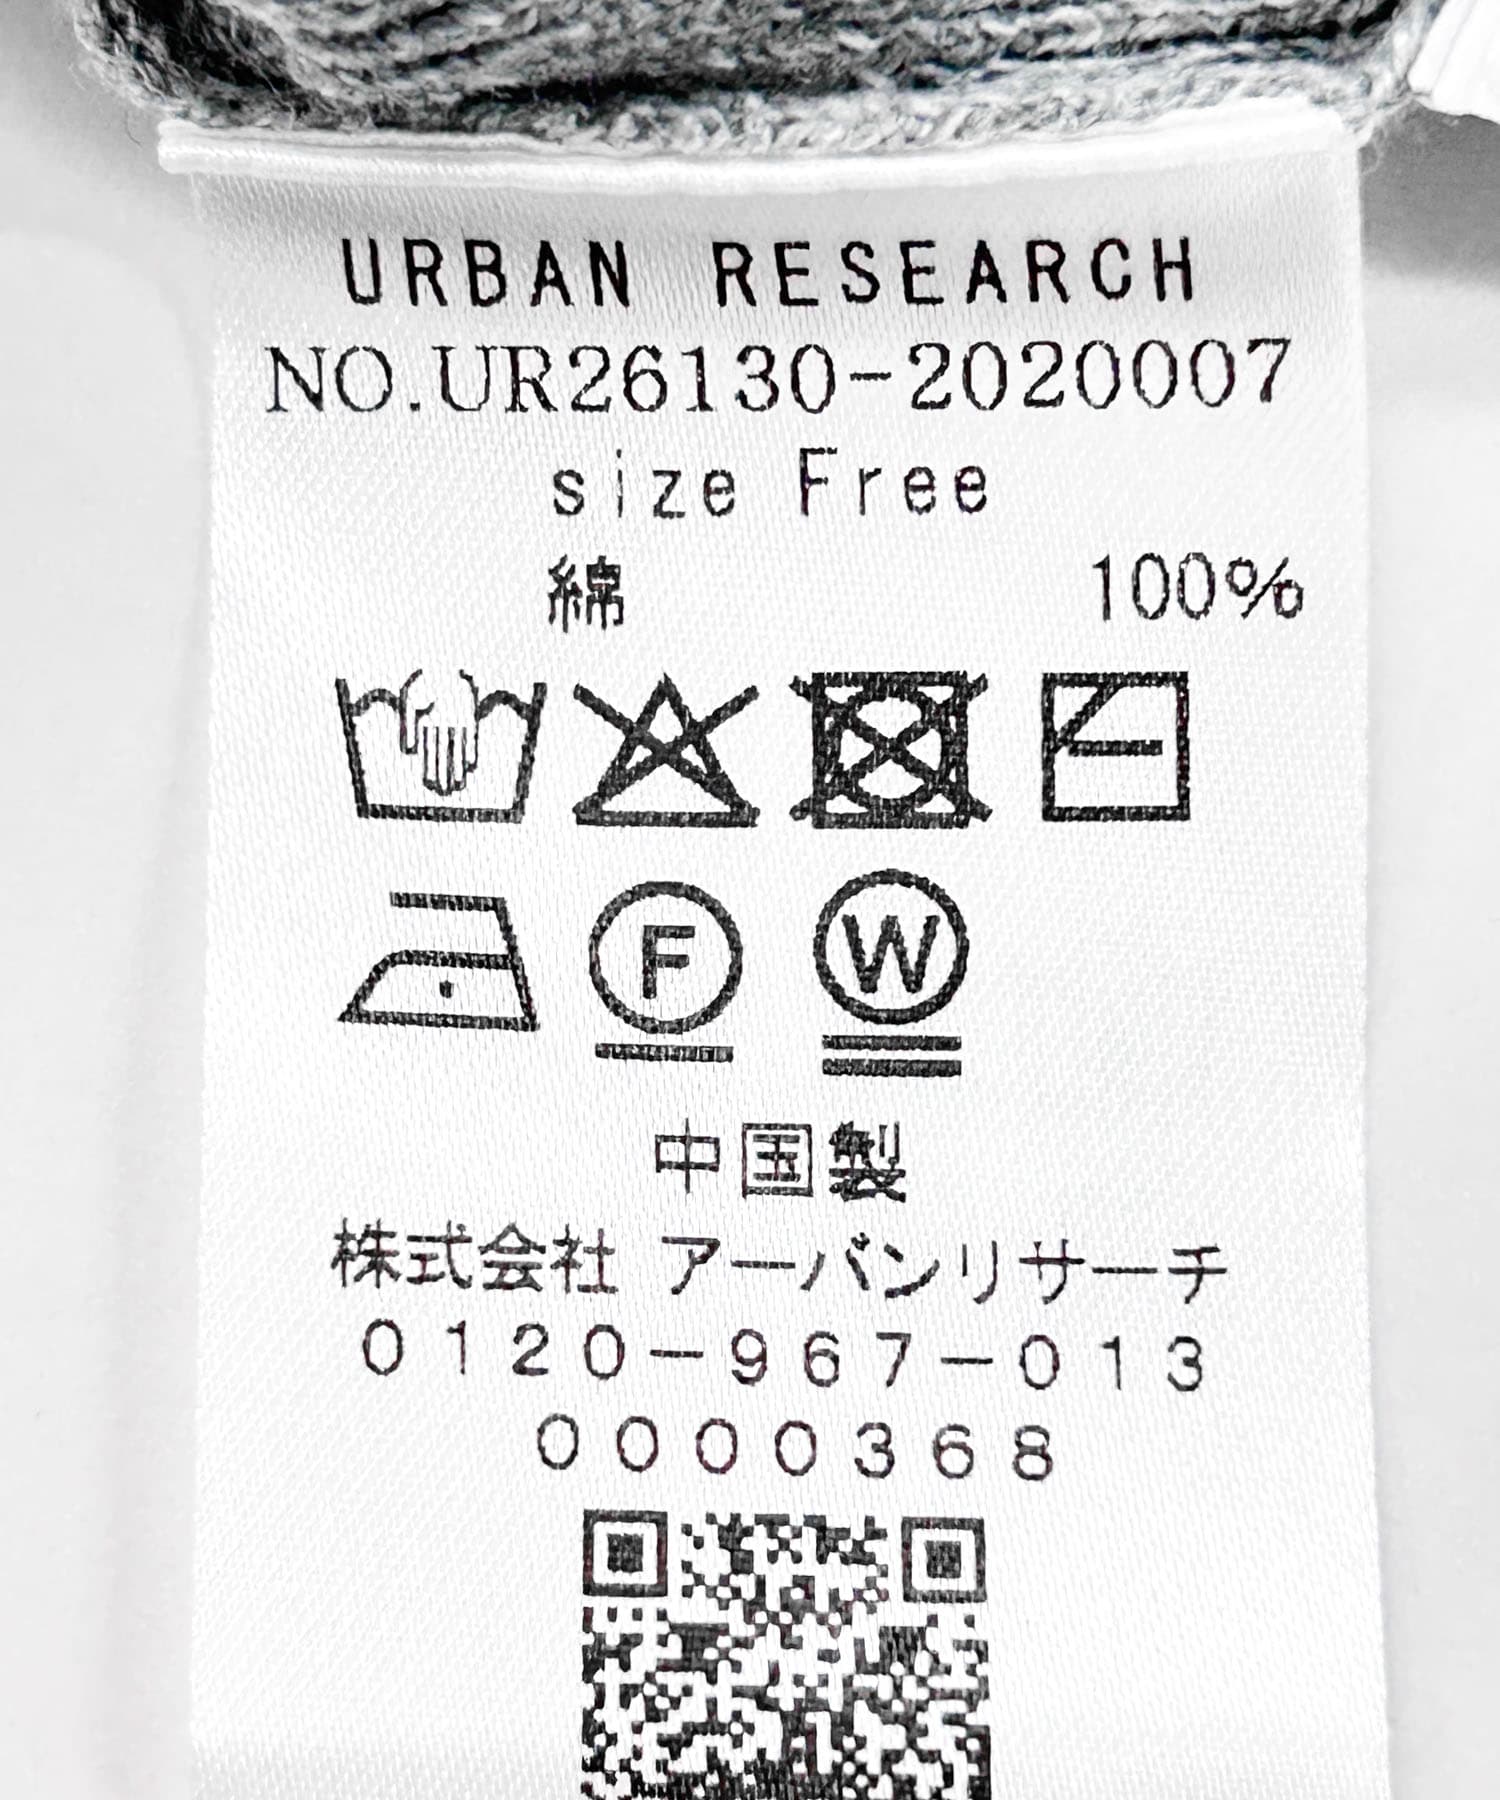 URBAN RESEARCH
NO.UR26130-2020007
size Free
綿 100%
F W
中国製
株式会社 アーバンリサーチ
0120-967-013
0000368